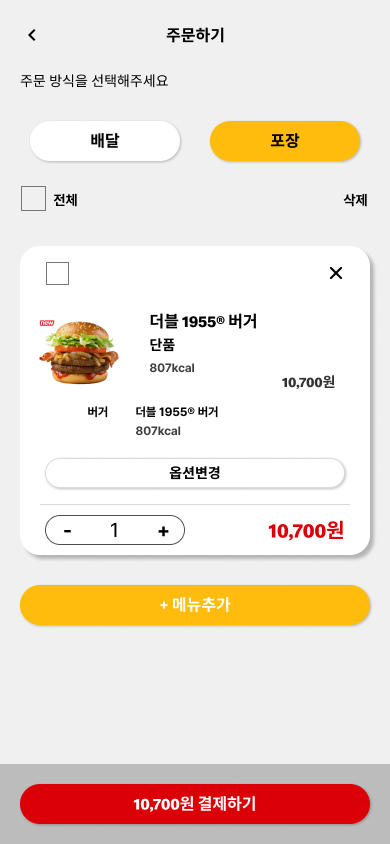 주문하기
주문 방식을 선택해주세요
배달 포장
전체 삭제
new
더블 1955® 버거
단품
807kcal
10,700원
버거 더블 1955® 버거
807kcal
옵션변경
- 1 + 10,700원
+ 메뉴추가
10,700원 결제하기